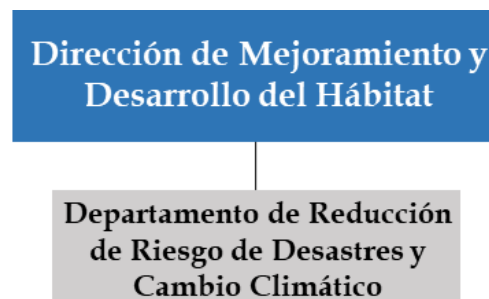 Dirección de Mejoramiento y
Desarrollo del Hábitat
Departamento de Reducción
de Riesgo de Desastres y
Cambio Climático